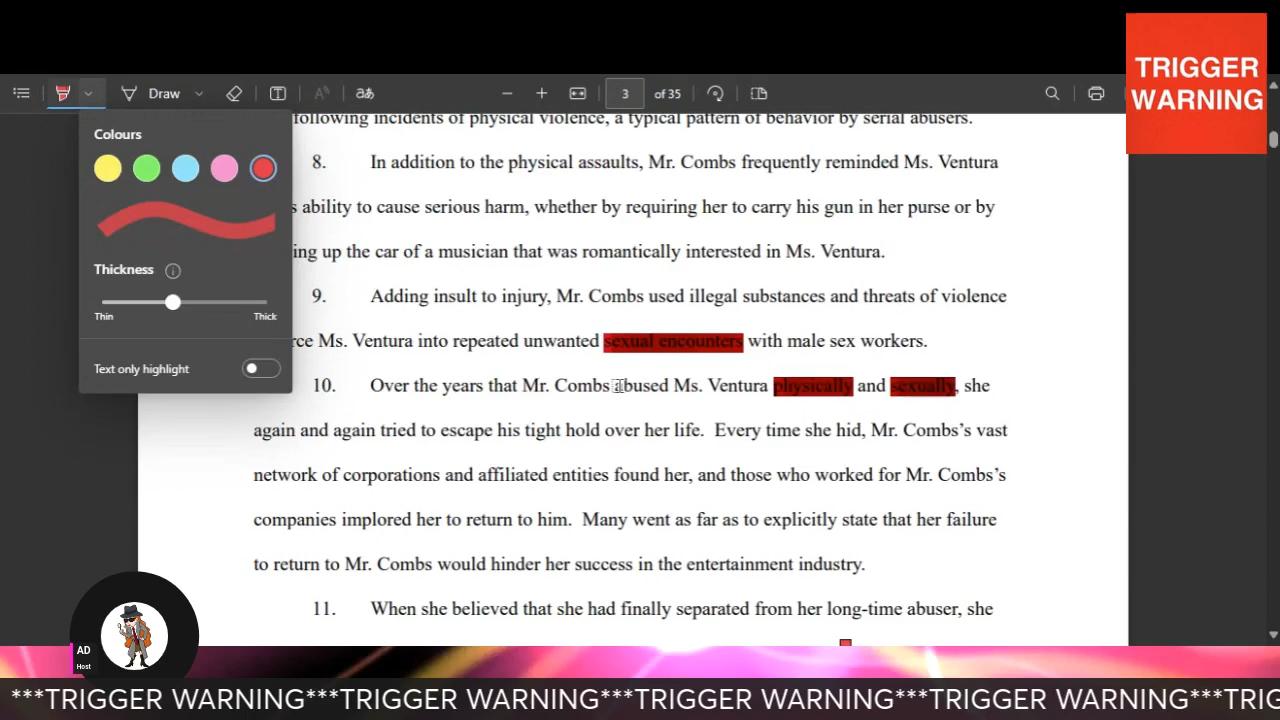 TRIGGER
WARNING
Draw
aあ
3 of 35
Colours
Thickness
Thin Thick
Text only highlight
following incidents of physical violence, a typical pattern of behavior by serial abusers.
8. In addition to the physical assaults, Mr. Combs frequently reminded Ms. Ventura
ability to cause serious harm, whether by requiring her to carry his gun in her purse or by
up the car of a musician that was romantically interested in Ms. Ventura.
9. Adding insult to injury, Mr. Combs used illegal substances and threats of violence
Ms. Ventura into repeated unwanted sexual encounters with male sex workers.
10. Over the years that Mr. Combs abused Ms. Ventura physically and sexually, she
again and again tried to escape his tight hold over her life. Every time she hid, Mr. Combs’s vast
network of corporations and affiliated entities found her, and those who worked for Mr. Combs’s
companies implored her to return to him. Many went as far as to explicitly state that her failure
to return to Mr. Combs would hinder her success in the entertainment industry.
11. When she believed that she had finally separated from her long-time abuser, she
AD
Host
***TRIGGER WARNING***TRIGGER WARNING***TRIGGER WARNING***TRIGGER WARNING***TRIG